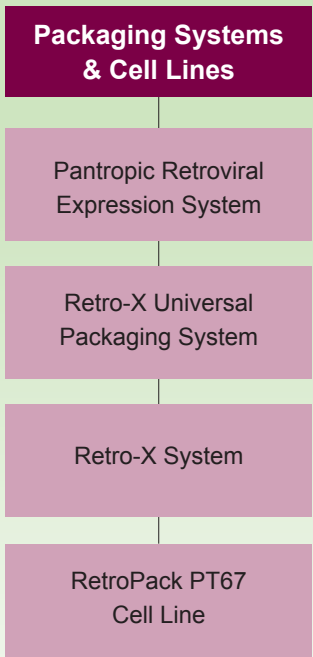 Packaging Systems
& Cell Lines
Pantropic Retroviral
Expression System
Retro-X Universal
Packaging System
Retro-X System
RetroPack PT67
Cell Line